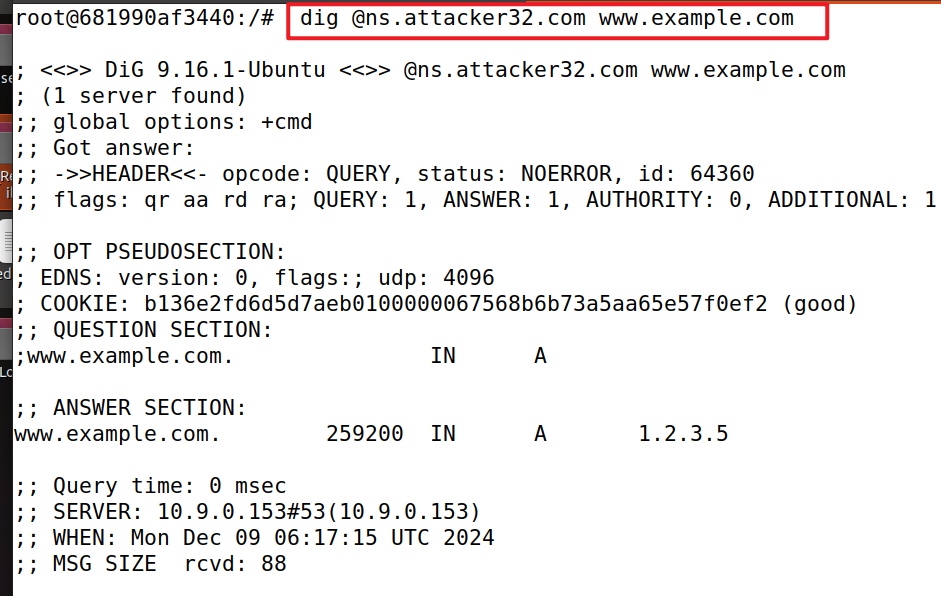 root@681990af3440:/# dig @ns.attacker32.com www.example.com
; <<>> DiG 9.16.1-Ubuntu <<>> @ns.attacker32.com www.example.com
; (1 server found)
;; global options: +cmd
;; Got answer:
;; ->>HEADER<<- opcode: QUERY, status: NOERROR, id: 64360
;; flags: qr aa rd ra; QUERY: 1, ANSWER: 1, AUTHORITY: 0, ADDITIONAL: 1
;; OPT PSEUDOSECTION:
; EDNS: version: 0, flags:; udp: 4096
; COOKIE: b136e2fd6d5d7aeb0100000067568b6b73a5aa65e57f0ef2 (good)
;; QUESTION SECTION:
;www.example.com. IN A
;; ANSWER SECTION:
www.example.com. 259200 IN A 1.2.3.5
;; Query time: 0 msec
;; SERVER: 10.9.0.153#53(10.9.0.153)
;; WHEN: Mon Dec 09 06:17:15 UTC 2024
;; MSG SIZE rcvd: 88